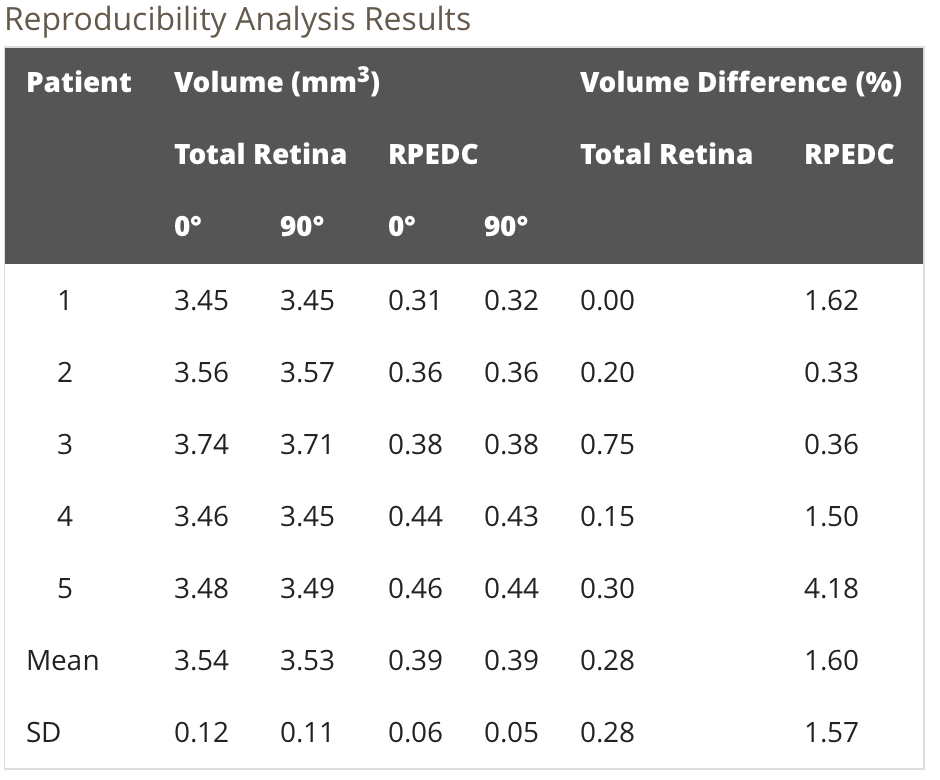 Reproducibility Analysis Results
Patient Volume (mm³) Volume Difference (%)
Total Retina RPEDC Total Retina RPEDC
0° 90° 0° 90°
1 3.45 3.45 0.31 0.32 0.00 1.62
2 3.56 3.57 0.36 0.36 0.20 0.33
3 3.74 3.71 0.38 0.38 0.75 0.36
4 3.46 3.45 0.44 0.43 0.15 1.50
5 3.48 3.49 0.46 0.44 0.30 4.18
Mean 3.54 3.53 0.39 0.39 0.28 1.60
SD 0.12 0.11 0.06 0.05 0.28 1.57